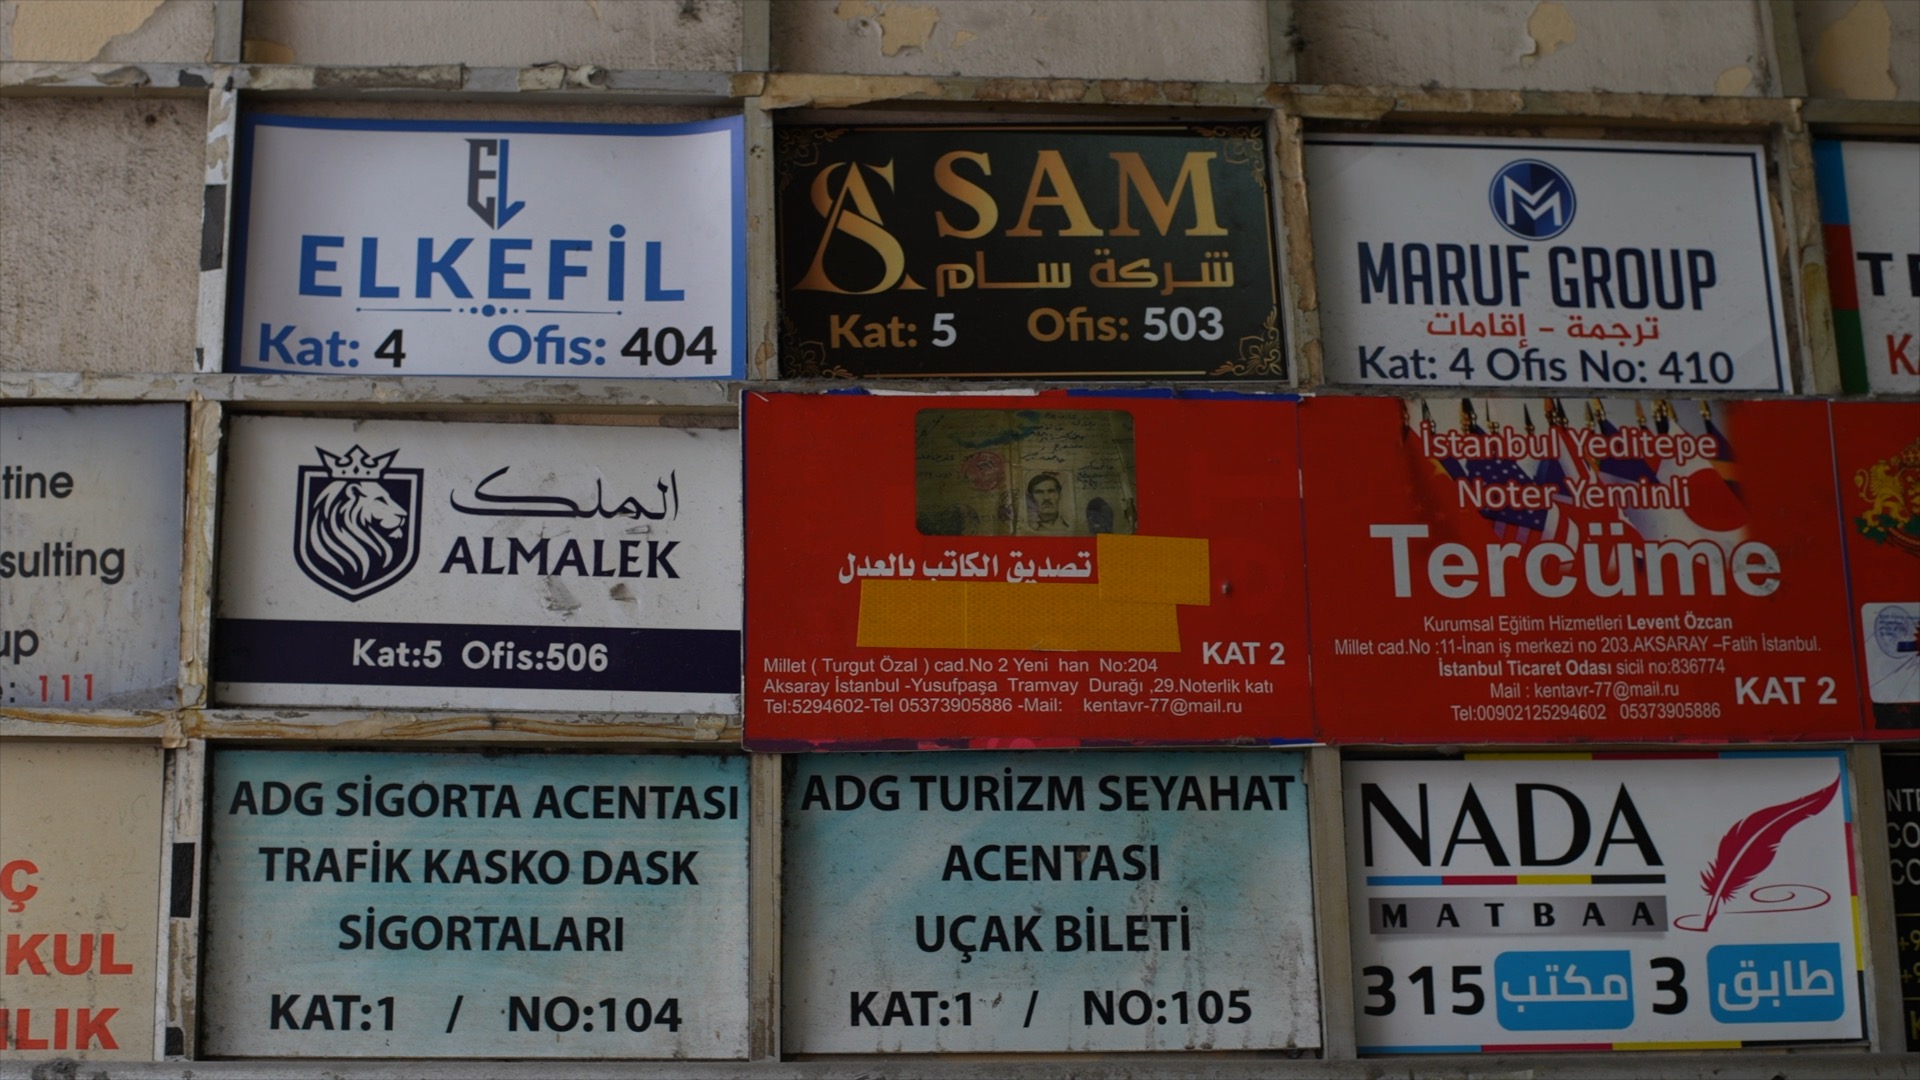 EL
ELKEFİL
Kat: 4 Ofis: 404
SAM
شركة سام
Kat: 5 Ofis: 503
M
MARUF GROUP
ترجمة - إقامات
Kat: 4 Ofis No: 410
sulting
111
الملك
ALMALEK
Kat:5 Ofis:506
تصديق الكاتب بالعدل
KAT 2
Millet ( Turgut Özal ) cad.No 2 Yeni han No:204
Aksaray İstanbul -Yusufpaşa Tramvay Durağı ,29.Noterlik katı
Tel:5294602-Tel 05373905886 -Mail: kentavr-77@mail.ru
İstanbul Yeditepe
Noter Yeminli
Tercüme
Kurumsal Eğitim Hizmetleri Levent Özcan
Millet cad.No :11-İnan iş merkezi no 203.AKSARAY –Fatih İstanbul.
İstanbul Ticaret Odası sicil no:836774
Mail : kentavr-77@mail.ru
KAT 2
Tel:00902125294602 05373905886
KUL
LIK
ADG SİGORTA ACENTASI
TRAFİK KASKO DASK
SİGORTALARI
KAT:1 / NO:104
ADG TURİZM SEYAHAT
ACENTASI
UÇAK BİLETİ
KAT:1 / NO:105
NADA
MATBAA
315 مكتب 3 طابق